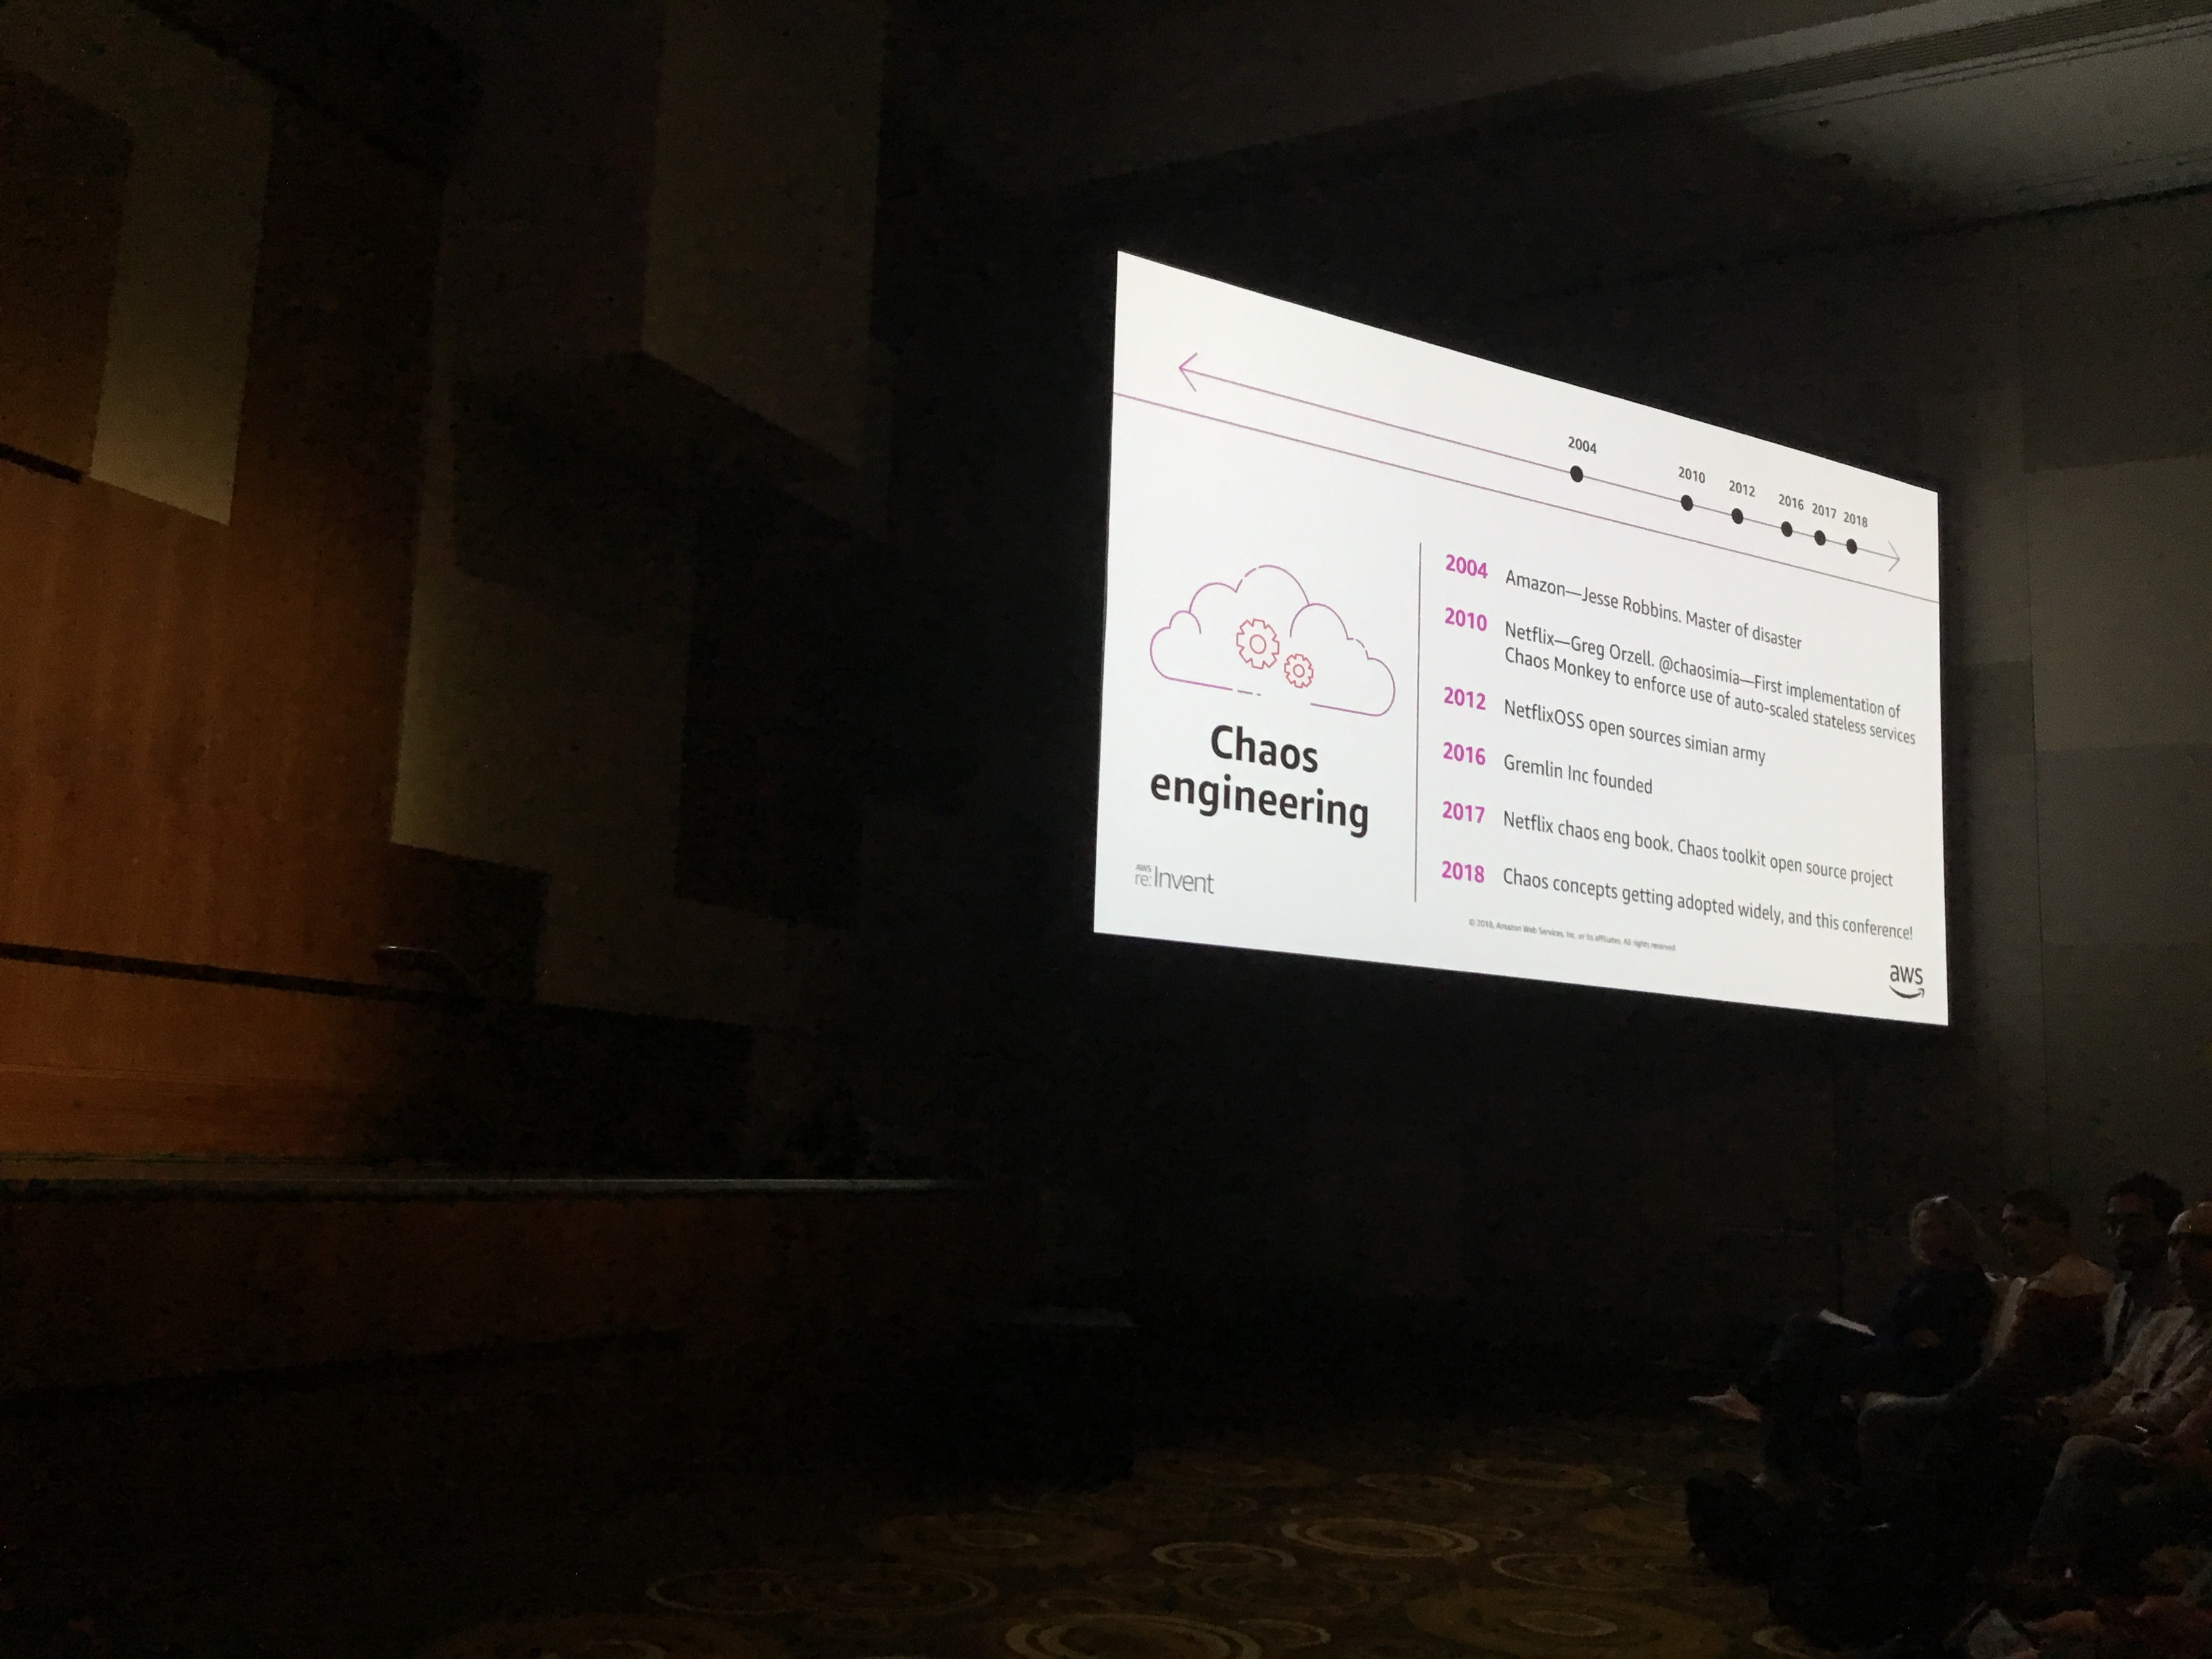 2004
2010
2012
2016
2017
2018
Chaos
engineering
AWS
re:Invent
2004 Amazon—Jesse Robbins. Master of disaster
2010 Netflix—Greg Orzell. @chaosimia—First implementation of
Chaos Monkey to enforce use of auto-scaled stateless services
2012 NetflixOSS open sources simian army
2016 Gremlin Inc founded
2017 Netflix chaos eng book. Chaos toolkit open source project
2018 Chaos concepts getting adopted widely, and this conference!
© 2018, Amazon Web Services, Inc. or its affiliates. All rights reserved.
aws